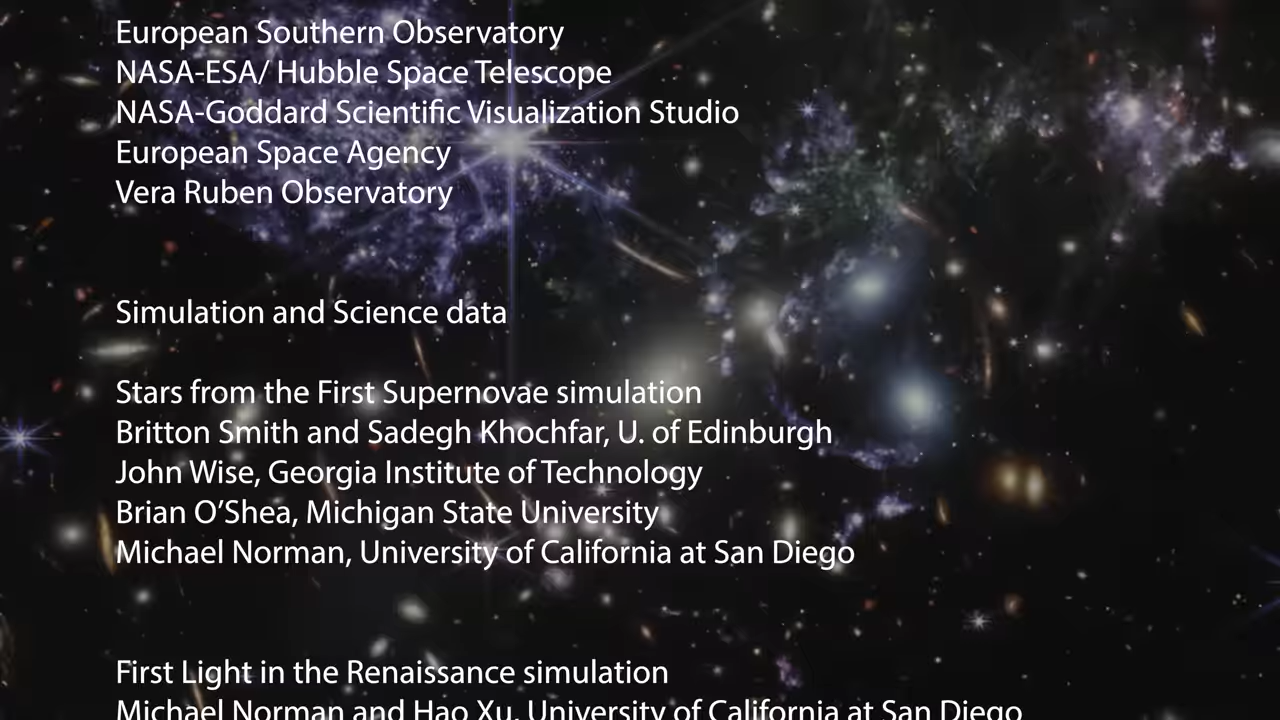 European Southern Observatory
NASA-ESA/ Hubble Space Telescope
NASA-Goddard Scientific Visualization Studio
European Space Agency
Vera Ruben Observatory
Simulation and Science data
Stars from the First Supernovae simulation
Britton Smith and Sadegh Khochfar, U. of Edinburgh
John Wise, Georgia Institute of Technology
Brian O’Shea, Michigan State University
Michael Norman, University of California at San Diego
First Light in the Renaissance simulation
Michael Norman and Hao Xu, University of California at San Diego